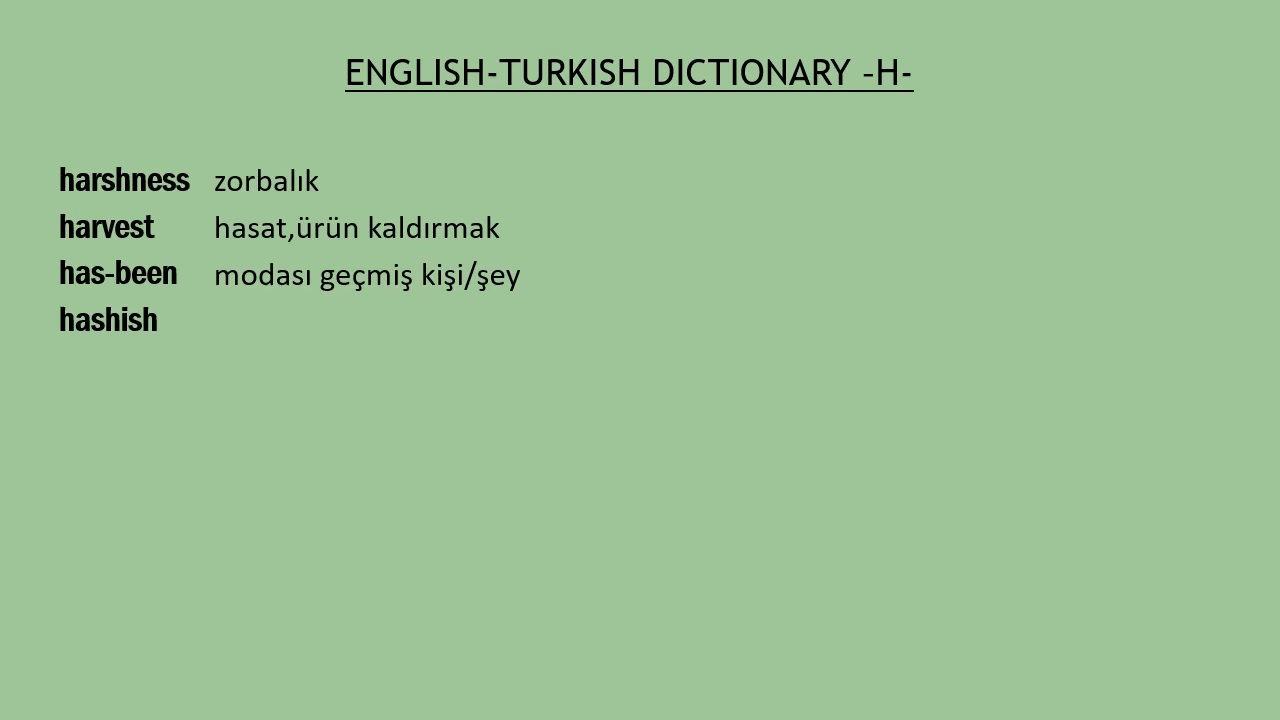 ENGLISH-TURKISH DICTIONARY –H-
harshness zorbalık
harvest hasat,ürün kaldırmak
has-been modası geçmiş kişi/şey
hashish